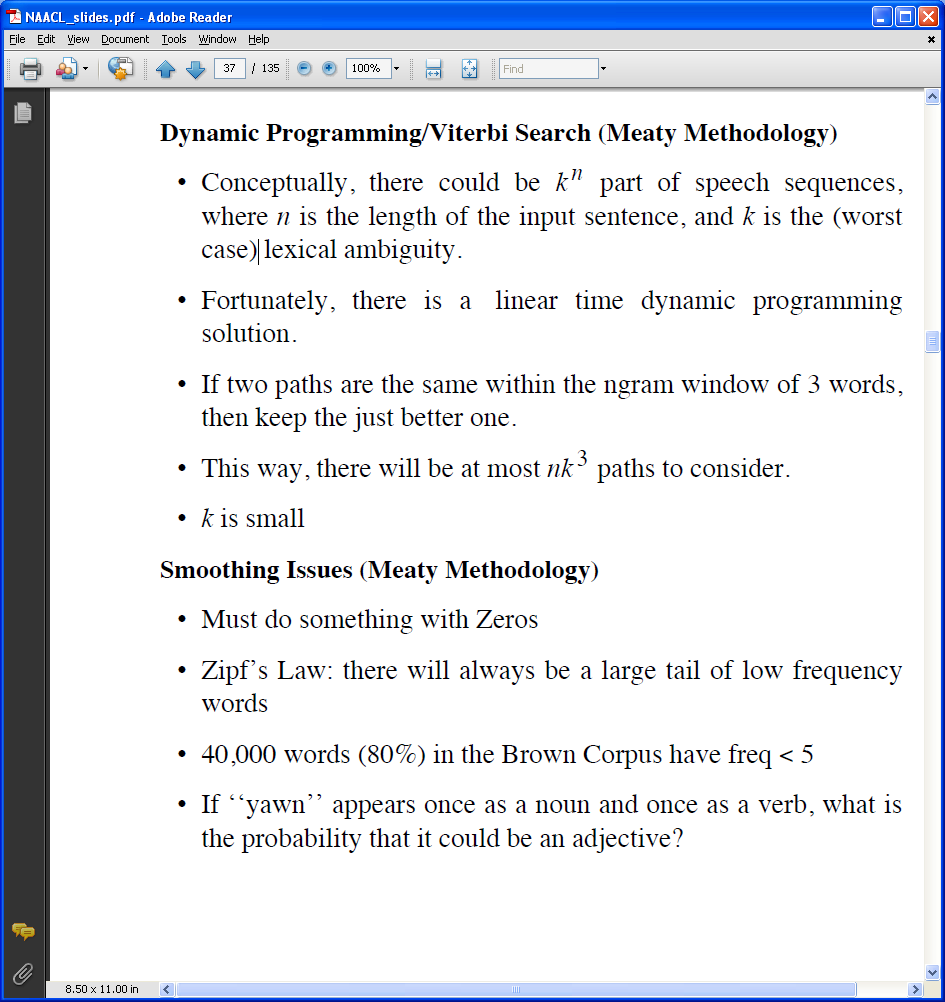 NAACL_slides.pdf - Adobe Reader
File Edit View Document Tools Window Help
37 / 135 100% Find
Dynamic Programming/Viterbi Search (Meaty Methodology)
• Conceptually, there could be kⁿ part of speech sequences,
where n is the length of the input sentence, and k is the (worst
case) lexical ambiguity.
• Fortunately, there is a linear time dynamic programming
solution.
• If two paths are the same within the ngram window of 3 words,
then keep the just better one.
• This way, there will be at most nk³ paths to consider.
• k is small
Smoothing Issues (Meaty Methodology)
• Must do something with Zeros
• Zipf's Law: there will always be a large tail of low frequency
words
• 40,000 words (80%) in the Brown Corpus have freq < 5
• If ‘‘yawn’’ appears once as a noun and once as a verb, what is
the probability that it could be an adjective?
8.50 x 11.00 in